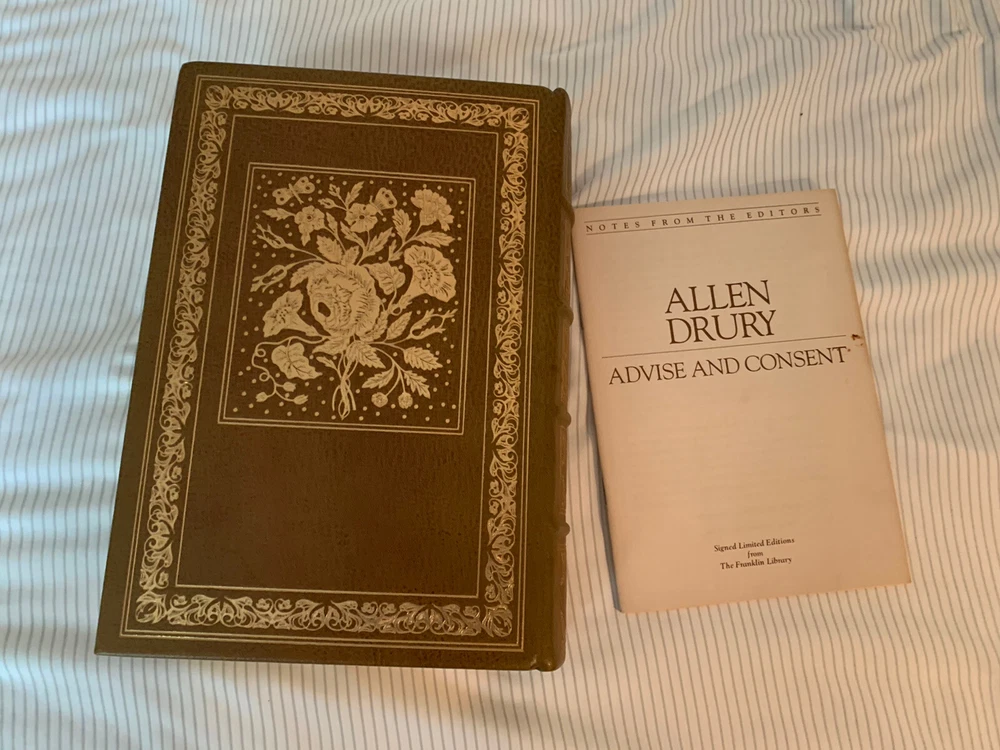 NOTES FROM THE EDITORS
ALLEN
DRURY
ADVISE AND CONSENT
Signed Limited Editions
from
The Franklin Library